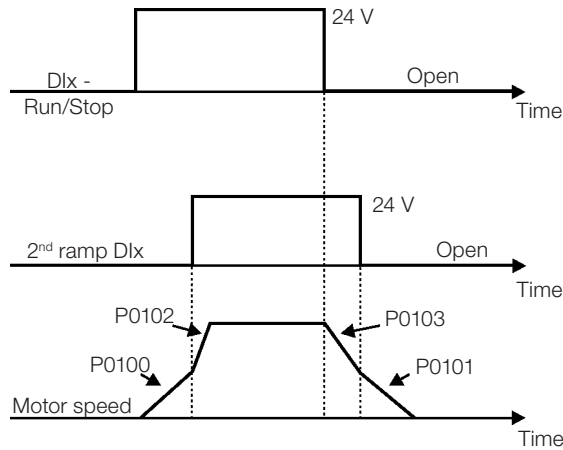 24 V
DIx -
Run/Stop
Open
Time
24 V
2nd ramp DIx
Open
Time
P0102
P0103
P0100
P0101
Motor speed
Time